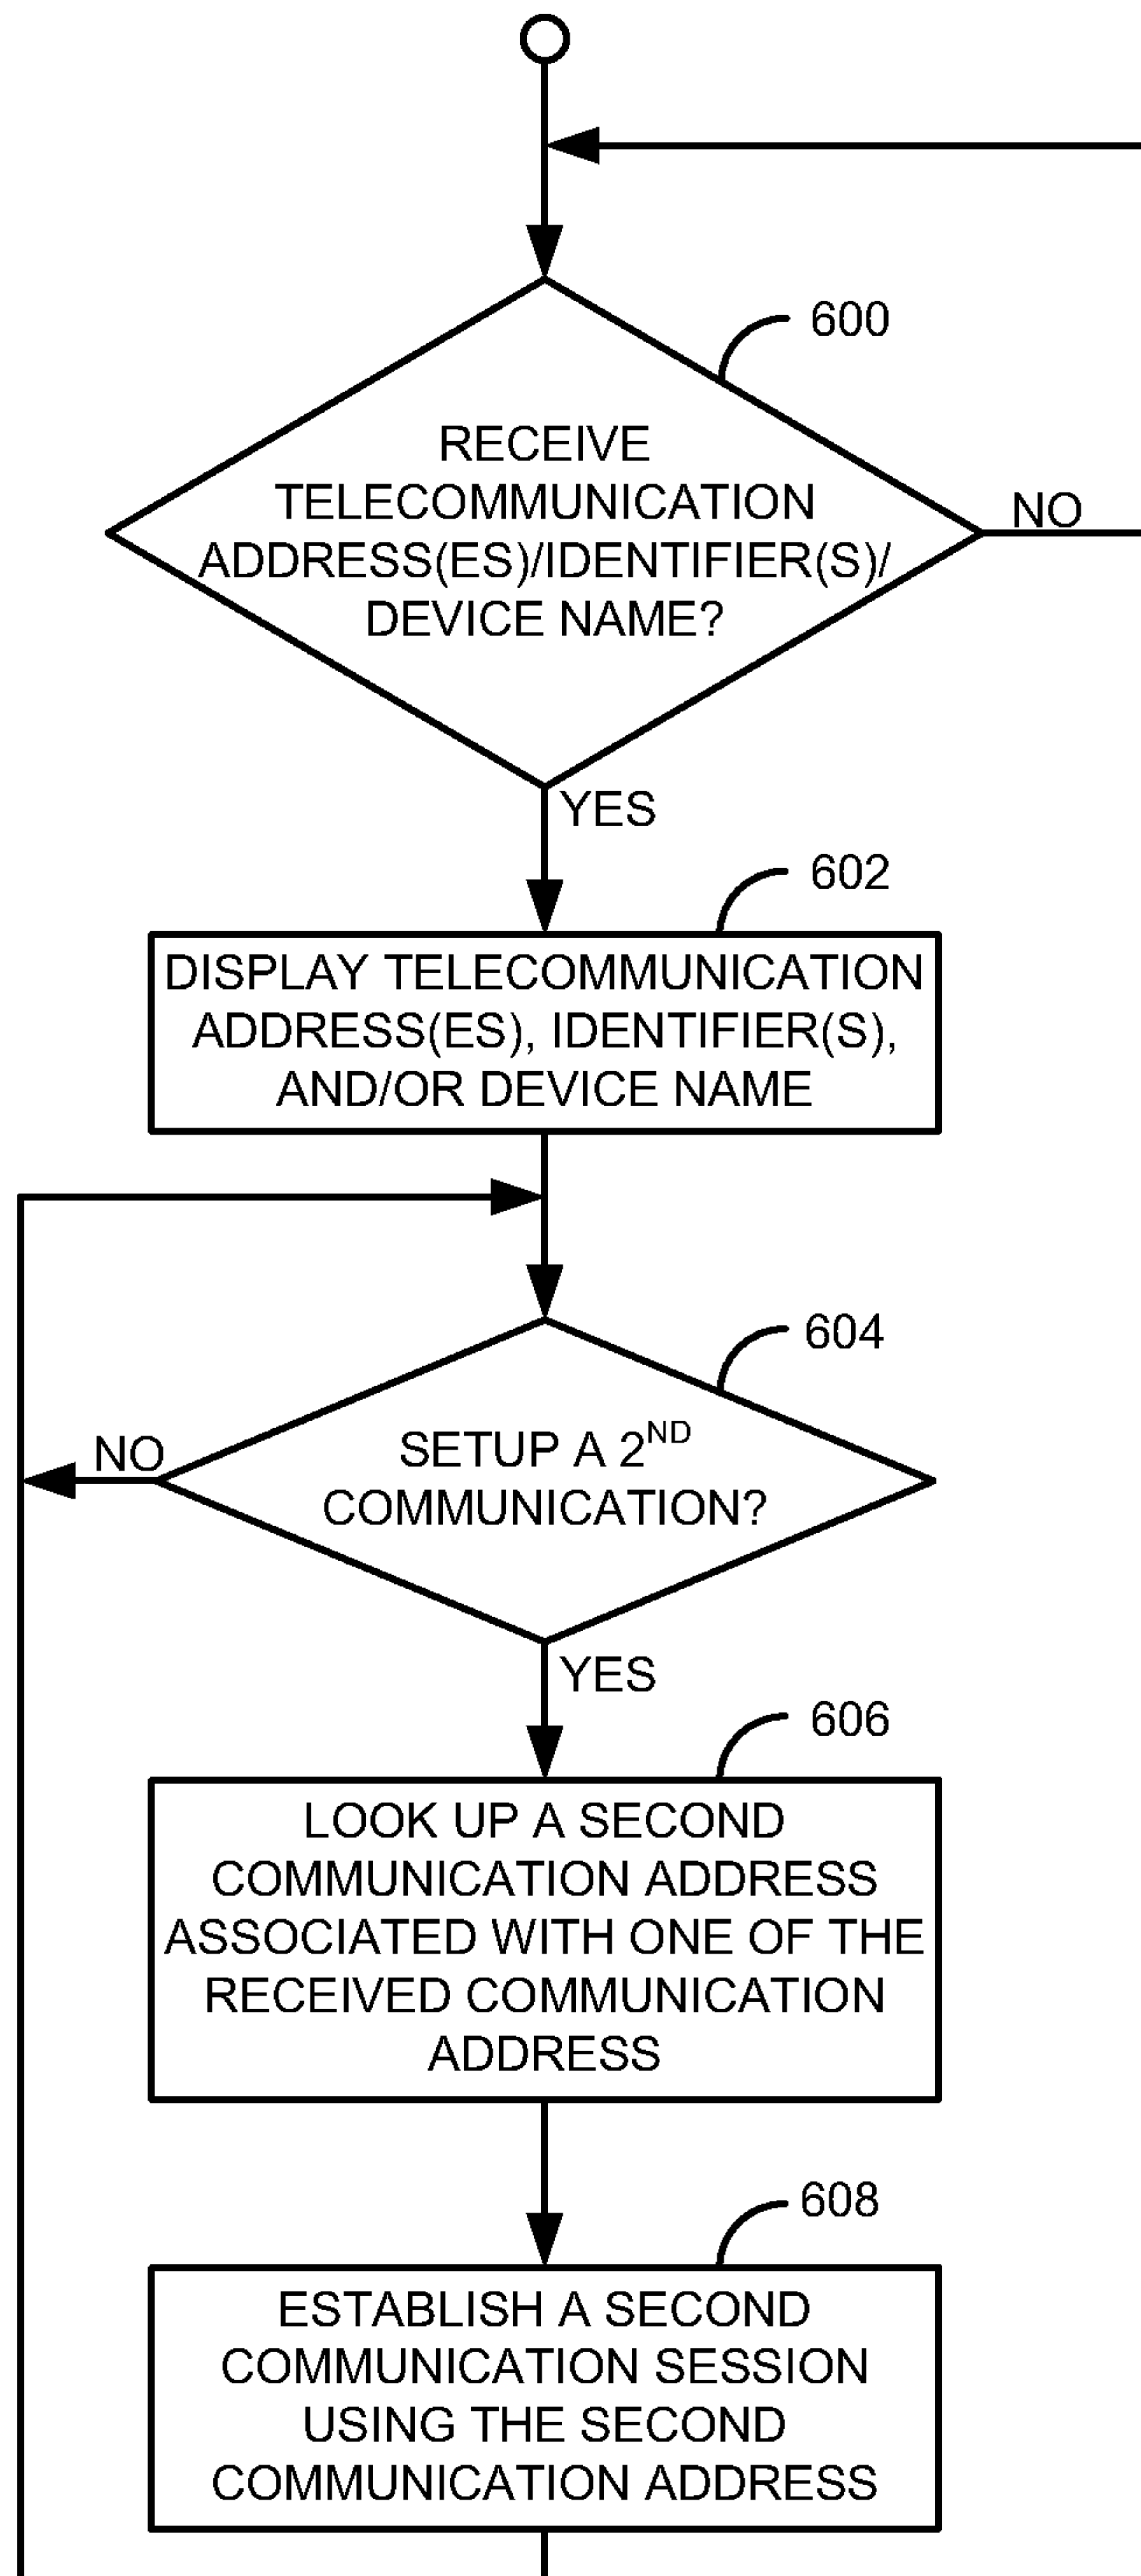 600
RECEIVE
TELECOMMUNICATION
ADDRESS(ES)/IDENTIFIER(S)/
DEVICE NAME?
NO
YES
602
DISPLAY TELECOMMUNICATION
ADDRESS(ES), IDENTIFIER(S),
AND/OR DEVICE NAME
604
SETUP A 2ND
COMMUNICATION?
NO
YES
606
LOOK UP A SECOND
COMMUNICATION ADDRESS
ASSOCIATED WITH ONE OF THE
RECEIVED COMMUNICATION
ADDRESS
608
ESTABLISH A SECOND
COMMUNICATION SESSION
USING THE SECOND
COMMUNICATION ADDRESS